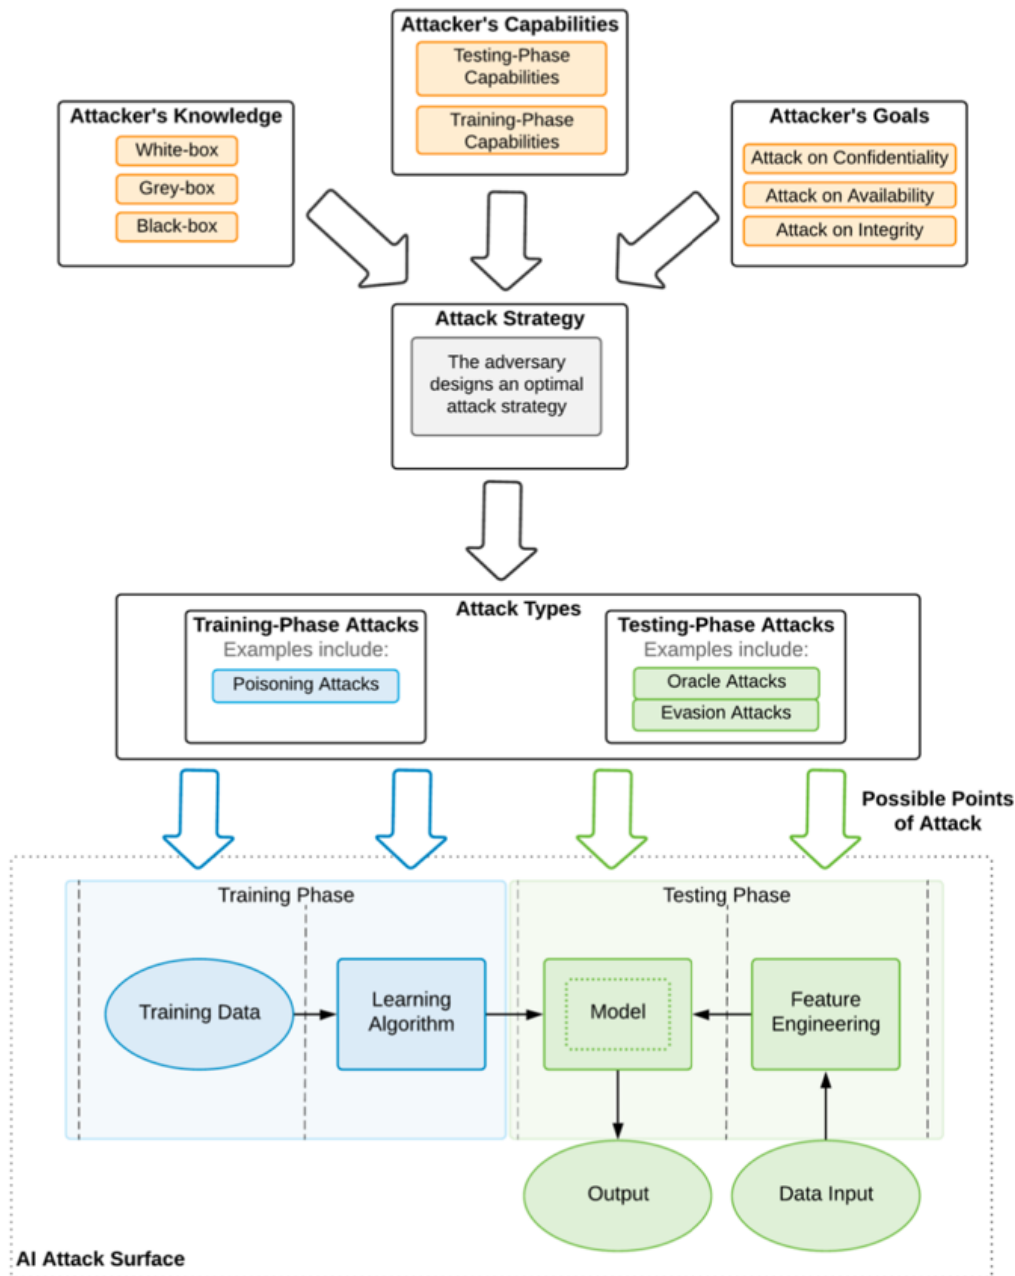 Attacker's Capabilities
Testing-Phase
Capabilities
Training-Phase
Capabilities
Attacker's Knowledge
White-box
Grey-box
Black-box
Attacker's Goals
Attack on Confidentiality
Attack on Availability
Attack on Integrity
Attack Strategy
The adversary
designs an optimal
attack strategy
Attack Types
Training-Phase Attacks
Examples include:
Poisoning Attacks
Testing-Phase Attacks
Examples include:
Oracle Attacks
Evasion Attacks
Possible Points
of Attack
Training Phase
Testing Phase
Training Data
Learning
Algorithm
Model
Feature
Engineering
Output
Data Input
AI Attack Surface